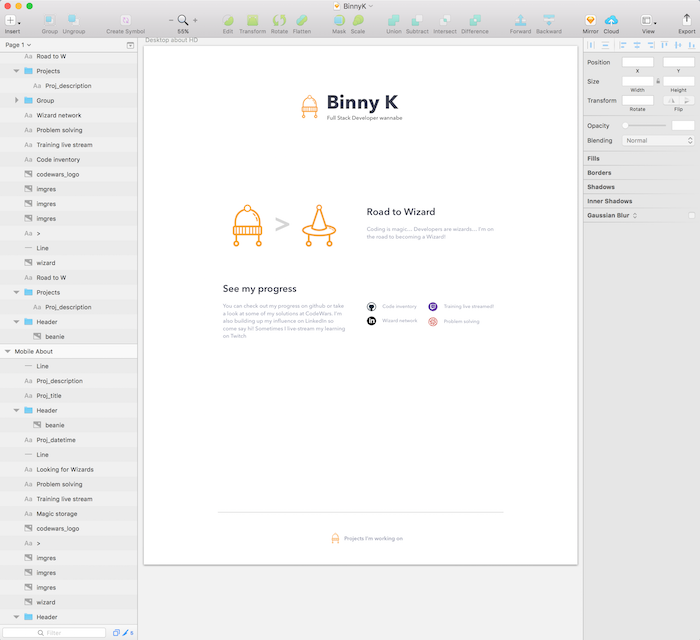 BinnyK
Insert
Group
Ungroup
Create Symbol
55%
Edit
Transform
Rotate
Flatten
Mask
Scale
Union
Subtract
Intersect
Difference
Forward
Backward
Mirror
Cloud
View
Export
Page 1
Road to W
Projects
Proj_description
Group
Wizard network
Problem solving
Training live stream
Code inventory
codewars_logo
imgres
imgres
imgres
>
Line
wizard
Road to W
Projects
Proj_description
Header
beanie
Mobile About
Line
Proj_description
Proj_title
Header
beanie
Proj_datetime
Line
Looking for Wizards
Problem solving
Training live stream
Magic storage
codewars_logo
>
imgres
imgres
imgres
wizard
Header
Filter
8
Desktop about HD
Binny K
Full Stack Developer wannabe
>
Road to Wizard
Coding is magic... Developers are wizards... I'm on
the road to becoming a Wizard!
See my progress
You can check out my progress on github or take
a look at some of my solutions at CodeWars. I'm
also building up my influence on LinkedIn so
come say hi! Sometimes I live-stream my learning
on Twitch
Code inventory
Training live streamed!
Wizard network
Problem solving
Projects I'm working on
Position
X
Y
Size
Width
Height
Transform
Rotate
Flip
Opacity
Blending
Normal
Fills
Borders
Shadows
Inner Shadows
Gaussian Blur